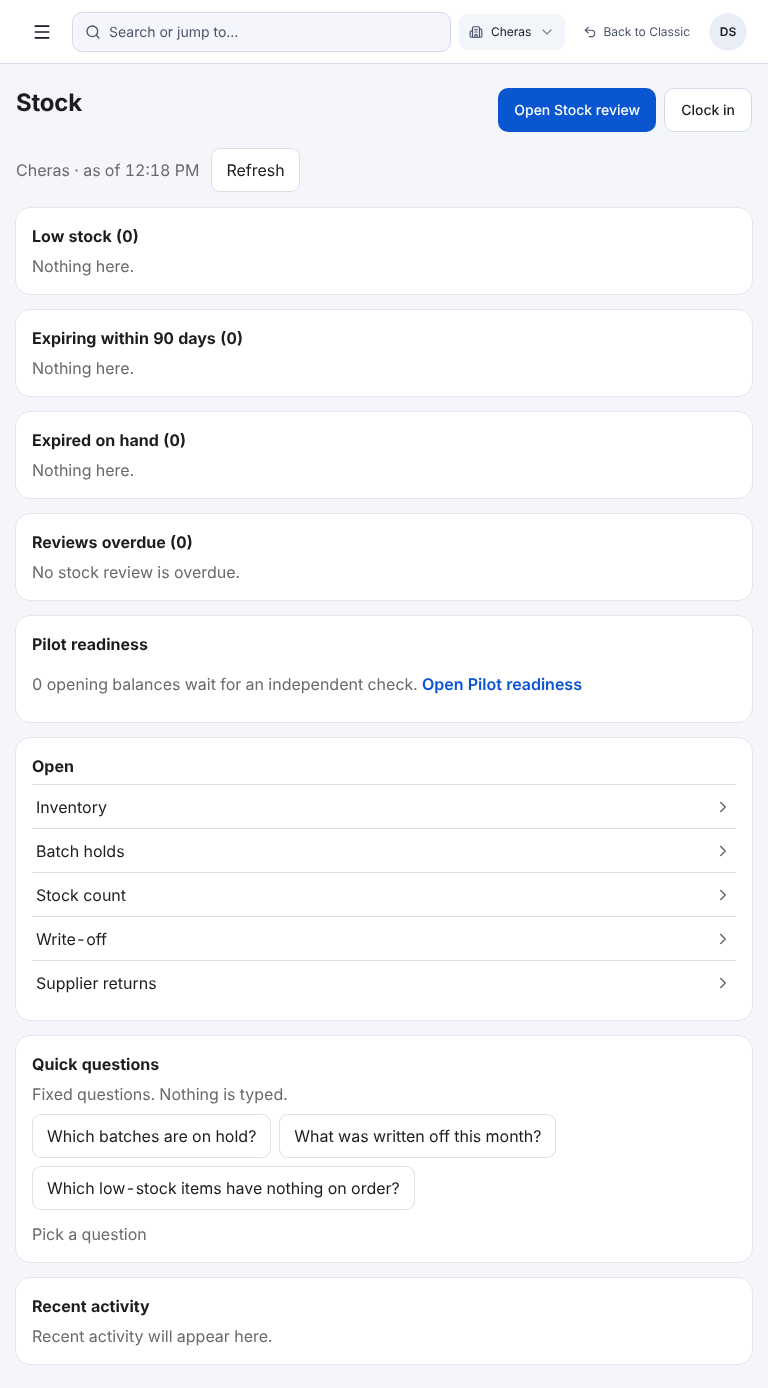 Search or jump to...
Cheras
Back to Classic
DS
Stock
Open Stock review
Clock in
Cheras · as of 12:18 PM
Refresh
Low stock (0)
Nothing here.
Expiring within 90 days (0)
Nothing here.
Expired on hand (0)
Nothing here.
Reviews overdue (0)
No stock review is overdue.
Pilot readiness
0 opening balances wait for an independent check. Open Pilot readiness
Open
Inventory
Batch holds
Stock count
Write-off
Supplier returns
Quick questions
Fixed questions. Nothing is typed.
Which batches are on hold?
What was written off this month?
Which low-stock items have nothing on order?
Pick a question
Recent activity
Recent activity will appear here.